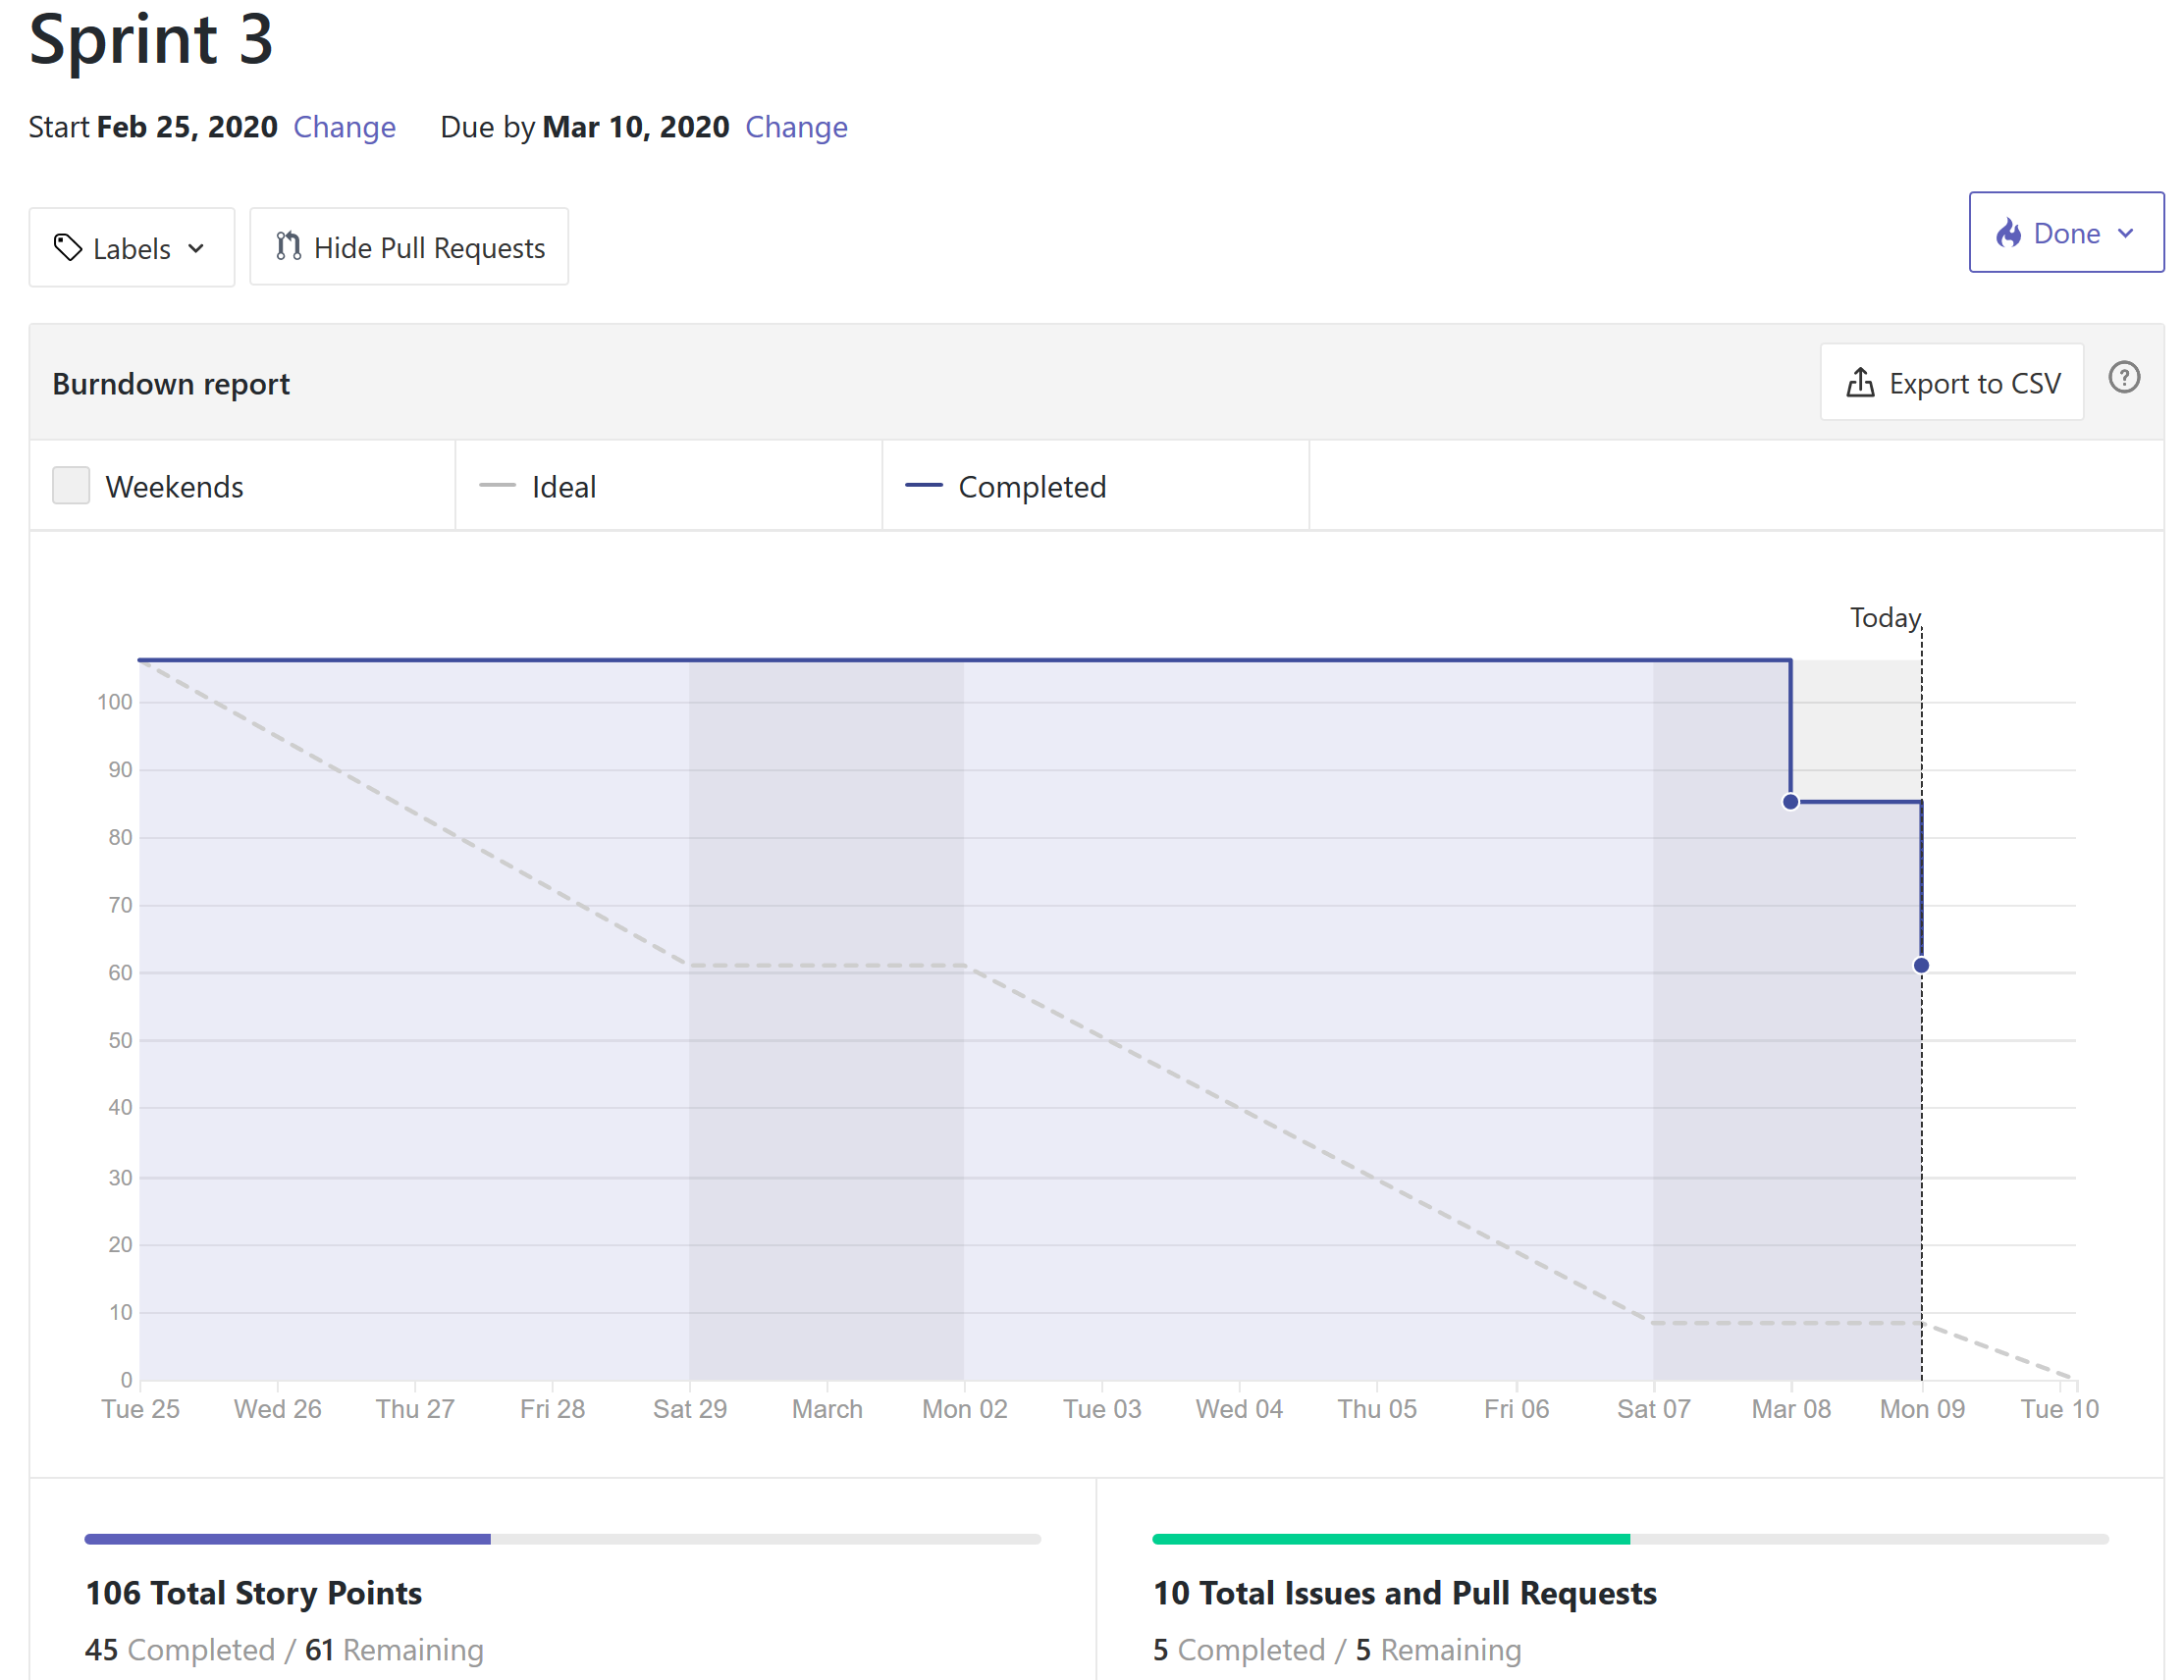 Sprint 3
Start Feb 25, 2020 Change Due by Mar 10, 2020 Change
Labels Hide Pull Requests Done
Burndown report Export to CSV ?
Weekends Ideal Completed
Today
100
90
80
70
60
50
40
30
20
10
0
Tue 25 Wed 26 Thu 27 Fri 28 Sat 29 March Mon 02 Tue 03 Wed 04 Thu 05 Fri 06 Sat 07 Mar 08 Mon 09 Tue 10
106 Total Story Points 10 Total Issues and Pull Requests
45 Completed / 61 Remaining 5 Completed / 5 Remaining